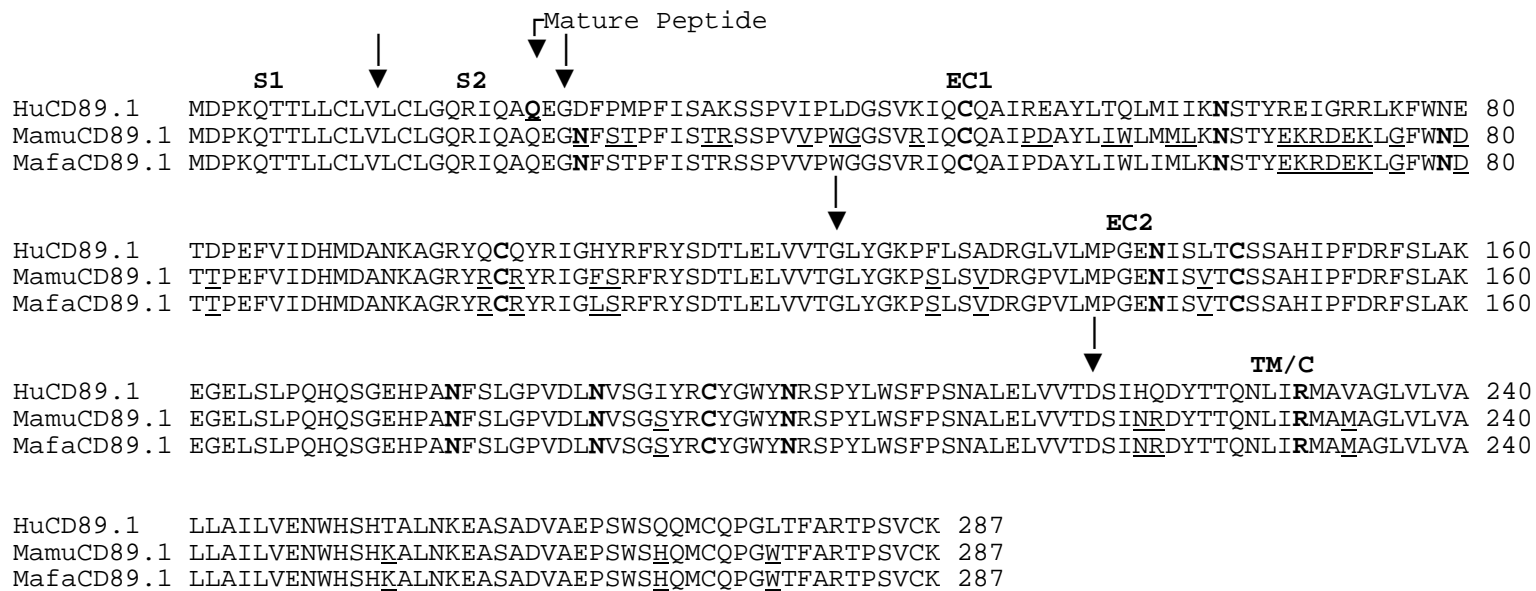 Mature Peptide
S1 S2 EC1
HuCD89.1 MDPKQTTLLCLVLCLGQRIQAQEGDFPMPFISAKSSPVIPLDGSVKIQCQAIREAYLTQLMIIKNSTYREIGRRLKFWNE 80
MamuCD89.1 MDPKQTTLLCLVLCLGQRIQAQEGNFSTPFISTRSSPVVPWGGSVRIQCQAIPDAYLIWLMMLKNSTYEKRDEKLGFWND 80
MafaCD89.1 MDPKQTTLLCLVLCLGQRIQAQEGNFSTPFISTRSSPVVPWGGSVRIQCQAIPDAYLIWLIMLKNSTYEKRDEKLGFWND 80
EC2
HuCD89.1 TDPEFVIDHMDANKAGRYQCQYRIGHYRFRYSDTLELVVTGLYGKPFLSADRGLVLMPGENISLTCSSAHIPFDRFSLAK 160
MamuCD89.1 TTPEFVIDHMDANKAGRYRCRYRIGFSRFRYSDTLELVVTGLYGKPSLSVDRGPVLMPGENISVTCSSAHIPFDRFSLAK 160
MafaCD89.1 TTPEFVIDHMDANKAGRYRCRYRIGLSRFRYSDTLELVVTGLYGKPSLSVDRGPVLMPGENISVTCSSAHIPFDRFSLAK 160
TM/C
HuCD89.1 EGELSLPQHQSGEHPANFSLGPVDLNVSGIYRCYGWYNRSPYLWSFPSNALELVVTDSIHQDYTTQNLIRMAVAGLVLVA 240
MamuCD89.1 EGELSLPQHQSGEHPANFSLGPVDLNVSGSYRCYGWYNRSPYLWSFPSNALELVVTDSINRDYTTQNLIRMAMAGLVLVA 240
MafaCD89.1 EGELSLPQHQSGEHPANFSLGPVDLNVSGSYRCYGWYNRSPYLWSFPSNALELVVTDSINRDYTTQNLIRMAMAGLVLVA 240
HuCD89.1 LLAILVENWHSHTALNKEASADVAEPSWSQQMCQPGLTFARTPSVCK 287
MamuCD89.1 LLAILVENWHSHKALNKEASADVAEPSWSHQMCQPGWTFARTPSVCK 287
MafaCD89.1 LLAILVENWHSHKALNKEASADVAEPSWSHQMCQPGWTFARTPSVCK 287